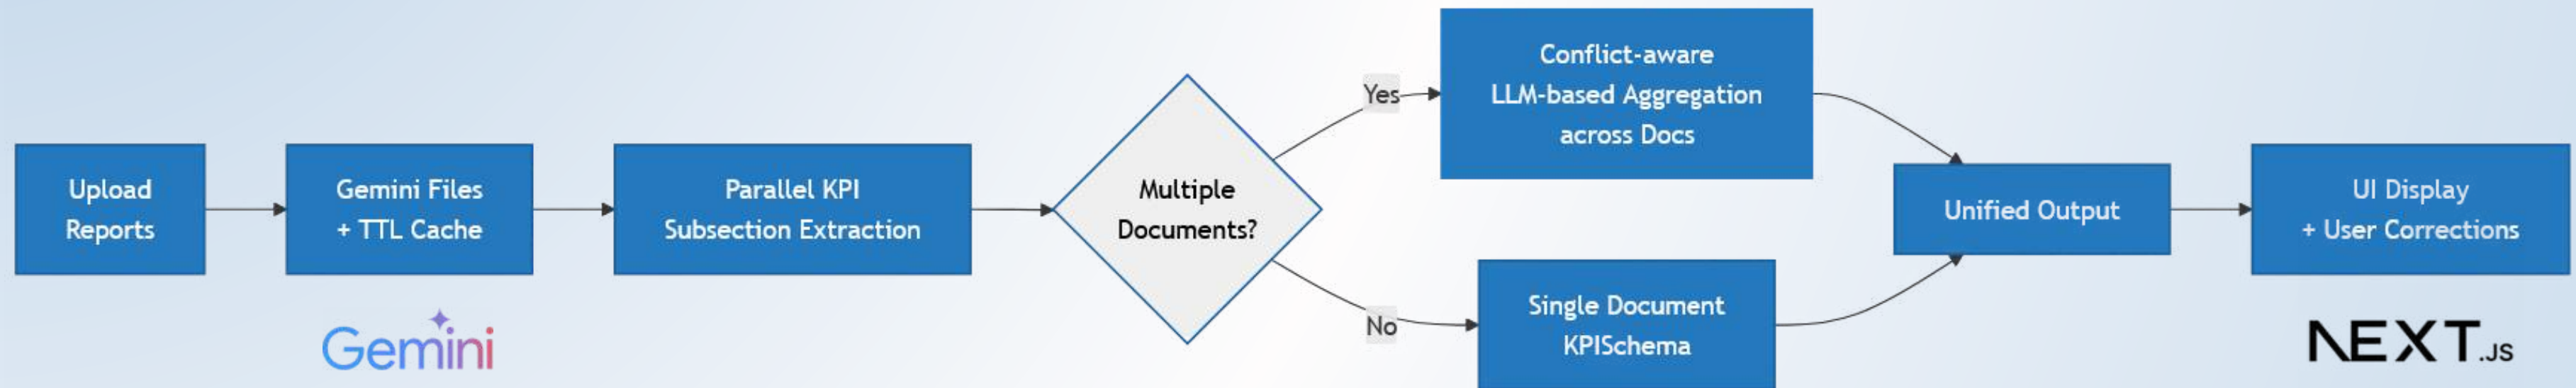 Upload
Reports
Gemini Files
+ TTL Cache
Gemini
Parallel KPI
Subsection Extraction
Multiple
Documents?
Yes
Conflict-aware
LLM-based Aggregation
across Docs
No
Single Document
KPISchema
Unified Output
UI Display
+ User Corrections
NEXT.JS